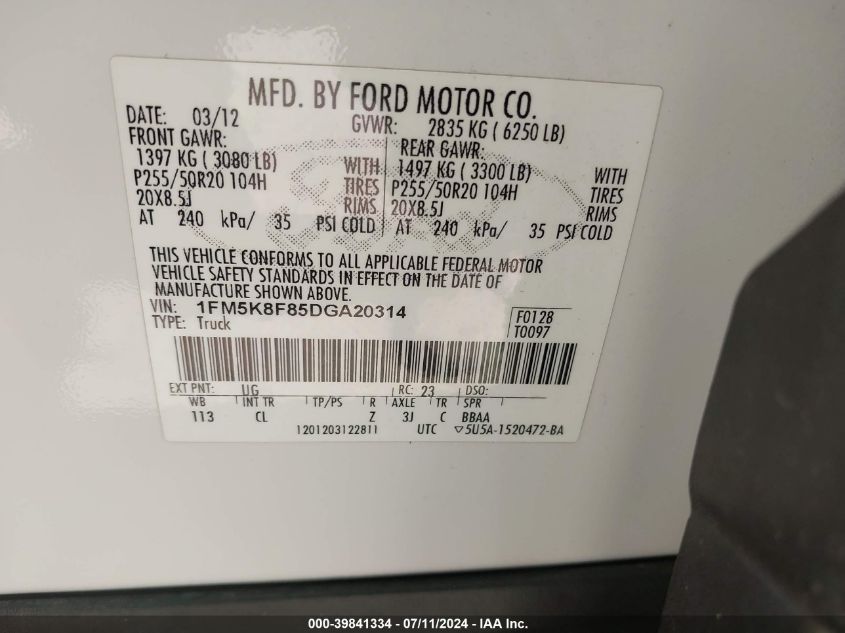 MFD. BY FORD MOTOR CO.
DATE: 03/12 GVWR: 2835 KG ( 6250 LB)
FRONT GAWR: REAR GAWR:
1397 KG ( 3080 LB) WITH 1497 KG ( 3300 LB) WITH
P255/50R20 104H TIRES P255/50R20 104H TIRES
20X8.5J RIMS 20X8.5J RIMS
AT 240 kPa/ 35 PSI COLD AT 240 kPa/ 35 PSI COLD
THIS VEHICLE CONFORMS TO ALL APPLICABLE FEDERAL MOTOR
VEHICLE SAFETY STANDARDS IN EFFECT ON THE DATE OF
MANUFACTURE SHOWN ABOVE.
VIN: 1FM5K8F85DGA20314 F0128
TYPE: Truck T0097
EXT PNT: UG RC: 23 DSO:
WB INT TR TP/PS R AXLE TR SPR
113 CL Z 3J C BBAA
1201203122811 UTC ▽5U5A-1520472-BA
000-39841334 - 07/11/2024 - IAA Inc.